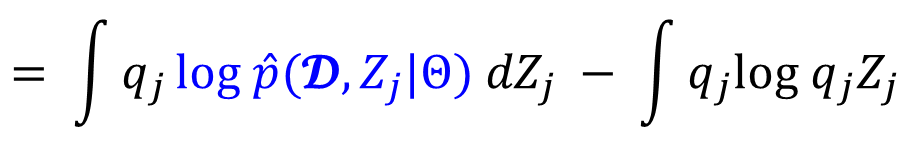 = ∫ q_j log p̂(𝓓, Z_j|Θ) dZ_j − ∫ q_j log q_j Z_j